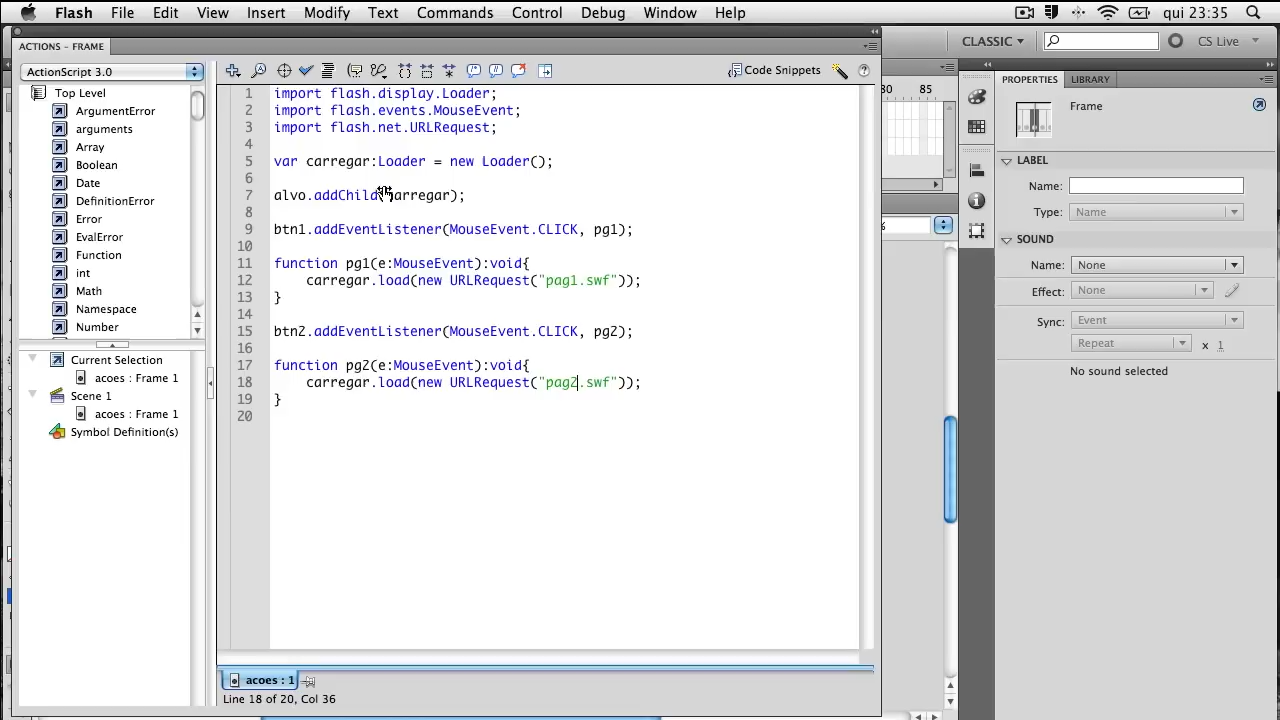 Flash File Edit View Insert Modify Text Commands Control Debug Window Help qui 23:35
ACTIONS – FRAME
CLASSIC CS Live
ActionScript 3.0
Code Snippets
80 85
PROPERTIES LIBRARY
Top Level
ArgumentError
arguments
Array
Boolean
Date
DefinitionError
Error
EvalError
Function
int
Math
Namespace
Number
Current Selection
acoes : Frame 1
Scene 1
acoes : Frame 1
Symbol Definition(s)
1 import flash.display.Loader;
2 import flash.events.MouseEvent;
3 import flash.net.URLRequest;
4
5 var carregar:Loader = new Loader();
6
7 alvo.addChild(carregar);
8
9 btn1.addEventListener(MouseEvent.CLICK, pg1);
10
11 function pg1(e:MouseEvent):void{
12 carregar.load(new URLRequest("pag1.swf"));
13 }
14
15 btn2.addEventListener(MouseEvent.CLICK, pg2);
16
17 function pg2(e:MouseEvent):void{
18 carregar.load(new URLRequest("pag2.swf"));
19 }
20
acoes : 1
Line 18 of 20, Col 36
%
Frame
LABEL
Name:
Type: Name
SOUND
Name: None
Effect: None
Sync: Event
Repeat x 1
No sound selected